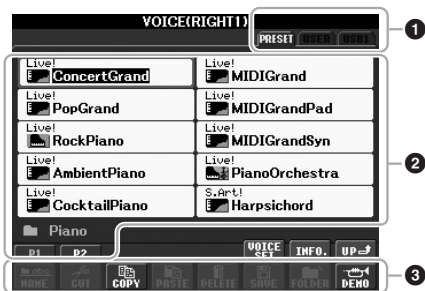 VOICE(RIGHT1)
PRESET USER USB1
1
Live! ConcertGrand
Live! MIDIGrand
Live! PopGrand
Live! MIDIGrandPad
Live! RockPiano
Live! MIDIGrandSyn
Live! AmbientPiano
Live! PianoOrchestra
Live! CocktailPiano
S.Art! Harpsichord
2
Piano
P1 P2 VOICE SET INFO. UP
NAME CUT COPY PASTE DELETE SAVE FOLDER DEMO
3